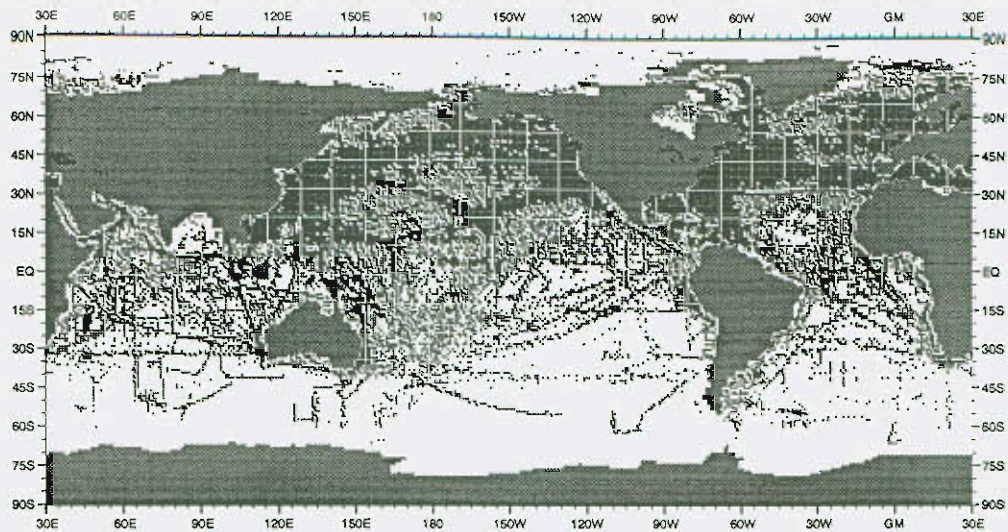 30E 60E 90E 120E 150E 180 150W 120W 90W 60W 30W GM 30E
90N 90N
75N 75N
60N 60N
45N 45N
30N 30N
15N 15N
EQ EQ
15S 15S
30S 30S
45S 45S
60S 60S
75S 75S
90S 90S
30E 60E 90E 120E 150E 180 150W 120W 90W 60W 30W GM 30E